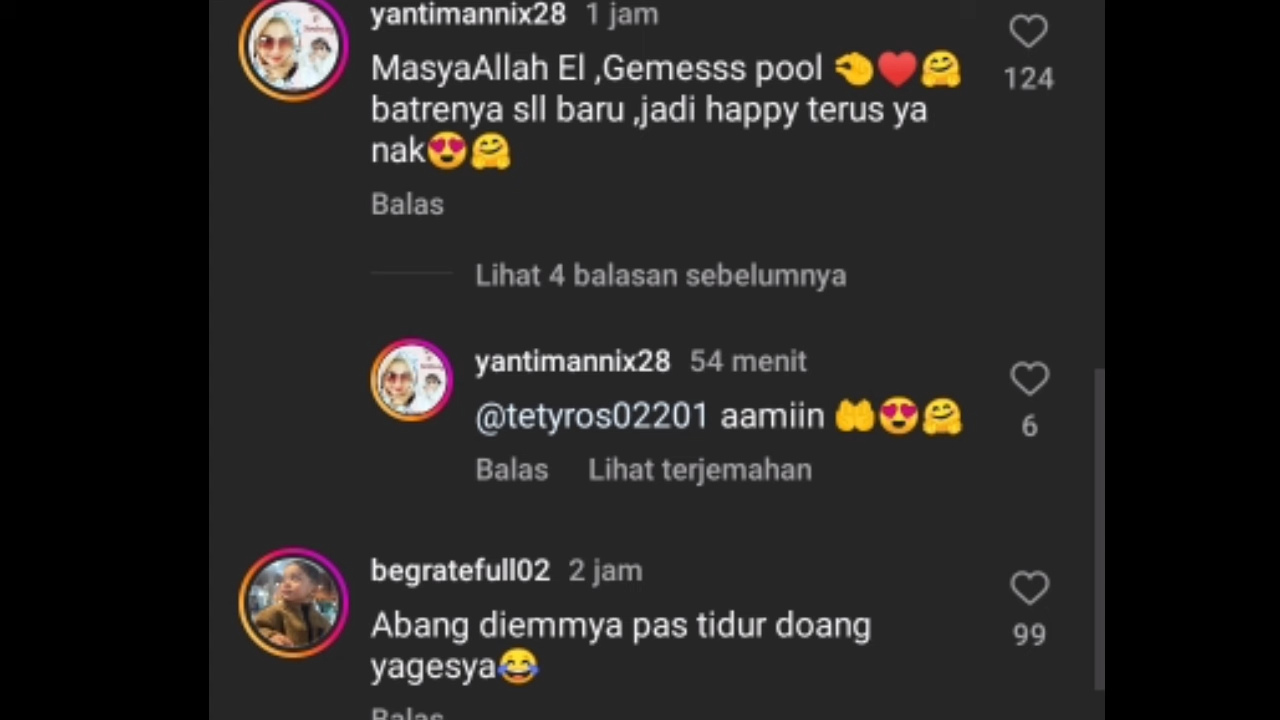 yantimannix28 1 jam
MasyaAllah El ,Gemesss pool 🤏♥️🤗
124
batrenya sll baru ,jadi happy terus ya
nak😍🤗
Balas
Lihat 4 balasan sebelumnya
yantimannix28 54 menit
@tetyros02201 aamiin 🤲😍🤗
6
Balas Lihat terjemahan
begratefull02 2 jam
Abang diemmya pas tidur doang
99
yagesya😂
Balas